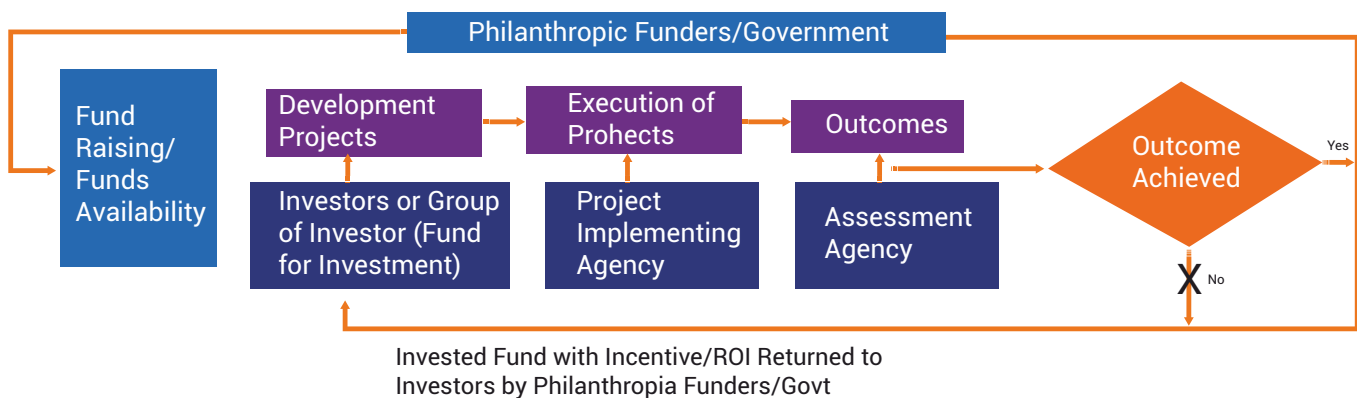 Philanthropic Funders/Government
Fund
Raising/
Funds
Availability
Development
Projects
Execution of
Prohects
Outcomes
Outcome
Achieved
Yes
Investors or Group
of Investor (Fund
for Investment)
Project
Implementing
Agency
Assessment
Agency
X
No
Invested Fund with Incentive/ROI Returned to
Investors by Philanthropia Funders/Govt